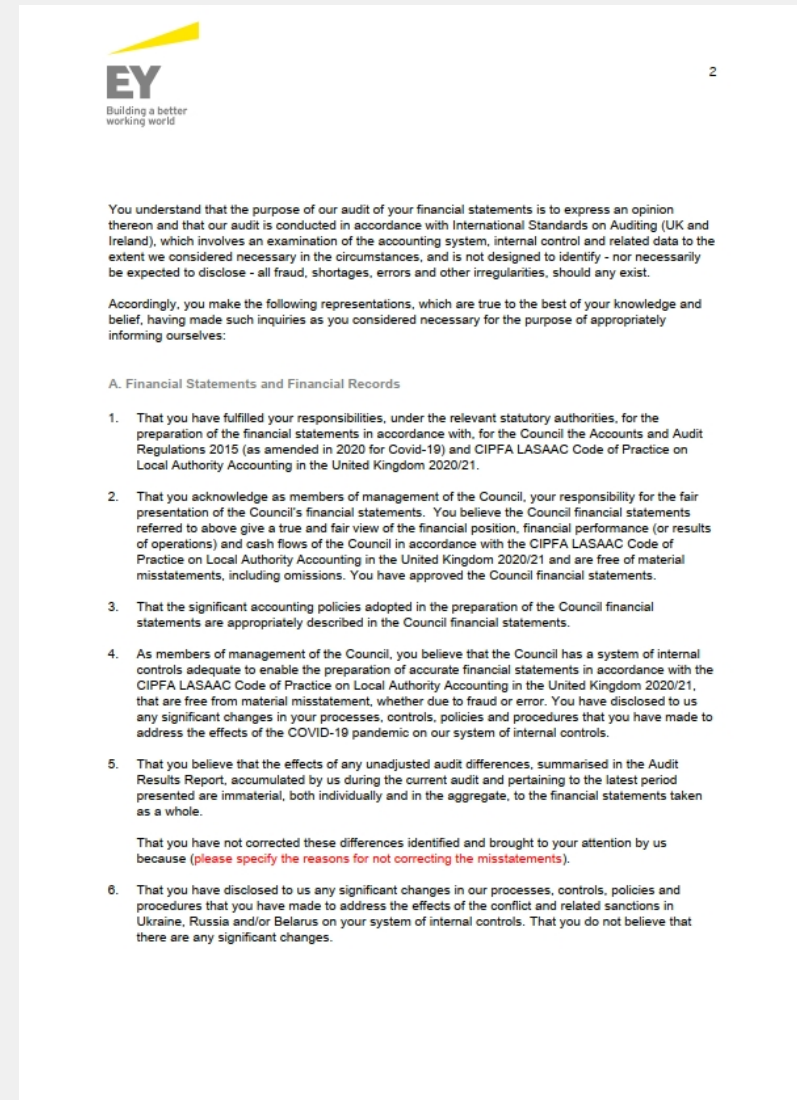 EY
Building a better
working world
2
You understand that the purpose of our audit of your financial statements is to express an opinion
thereon and that our audit is conducted in accordance with International Standards on Auditing (UK and
Ireland), which involves an examination of the accounting system, internal control and related data to the
extent we considered necessary in the circumstances, and is not designed to identify - nor necessarily
be expected to disclose - all fraud, shortages, errors and other irregularities, should any exist.
Accordingly, you make the following representations, which are true to the best of your knowledge and
belief, having made such inquiries as you considered necessary for the purpose of appropriately
informing ourselves:
A. Financial Statements and Financial Records
1. That you have fulfilled your responsibilities, under the relevant statutory authorities, for the
preparation of the financial statements in accordance with, for the Council the Accounts and Audit
Regulations 2015 (as amended in 2020 for Covid-19) and CIPFA LASAAC Code of Practice on
Local Authority Accounting in the United Kingdom 2020/21.
2. That you acknowledge as members of management of the Council, your responsibility for the fair
presentation of the Council's financial statements. You believe the Council financial statements
referred to above give a true and fair view of the financial position, financial performance (or results
of operations) and cash flows of the Council in accordance with the CIPFA LASAAC Code of
Practice on Local Authority Accounting in the United Kingdom 2020/21 and are free of material
misstatements, including omissions. You have approved the Council financial statements.
3. That the significant accounting policies adopted in the preparation of the Council financial
statements are appropriately described in the Council financial statements.
4. As members of management of the Council, you believe that the Council has a system of internal
controls adequate to enable the preparation of accurate financial statements in accordance with the
CIPFA LASAAC Code of Practice on Local Authority Accounting in the United Kingdom 2020/21,
that are free from material misstatement, whether due to fraud or error. You have disclosed to us
any significant changes in your processes, controls, policies and procedures that you have made to
address the effects of the COVID-19 pandemic on our system of internal controls.
5. That you believe that the effects of any unadjusted audit differences, summarised in the Audit
Results Report, accumulated by us during the current audit and pertaining to the latest period
presented are immaterial, both individually and in the aggregate, to the financial statements taken
as a whole.
That you have not corrected these differences identified and brought to your attention by us
because (please specify the reasons for not correcting the misstatements).
6. That you have disclosed to us any significant changes in our processes, controls, policies and
procedures that you have made to address the effects of the conflict and related sanctions in
Ukraine, Russia and/or Belarus on your system of internal controls. That you do not believe that
there are any significant changes.